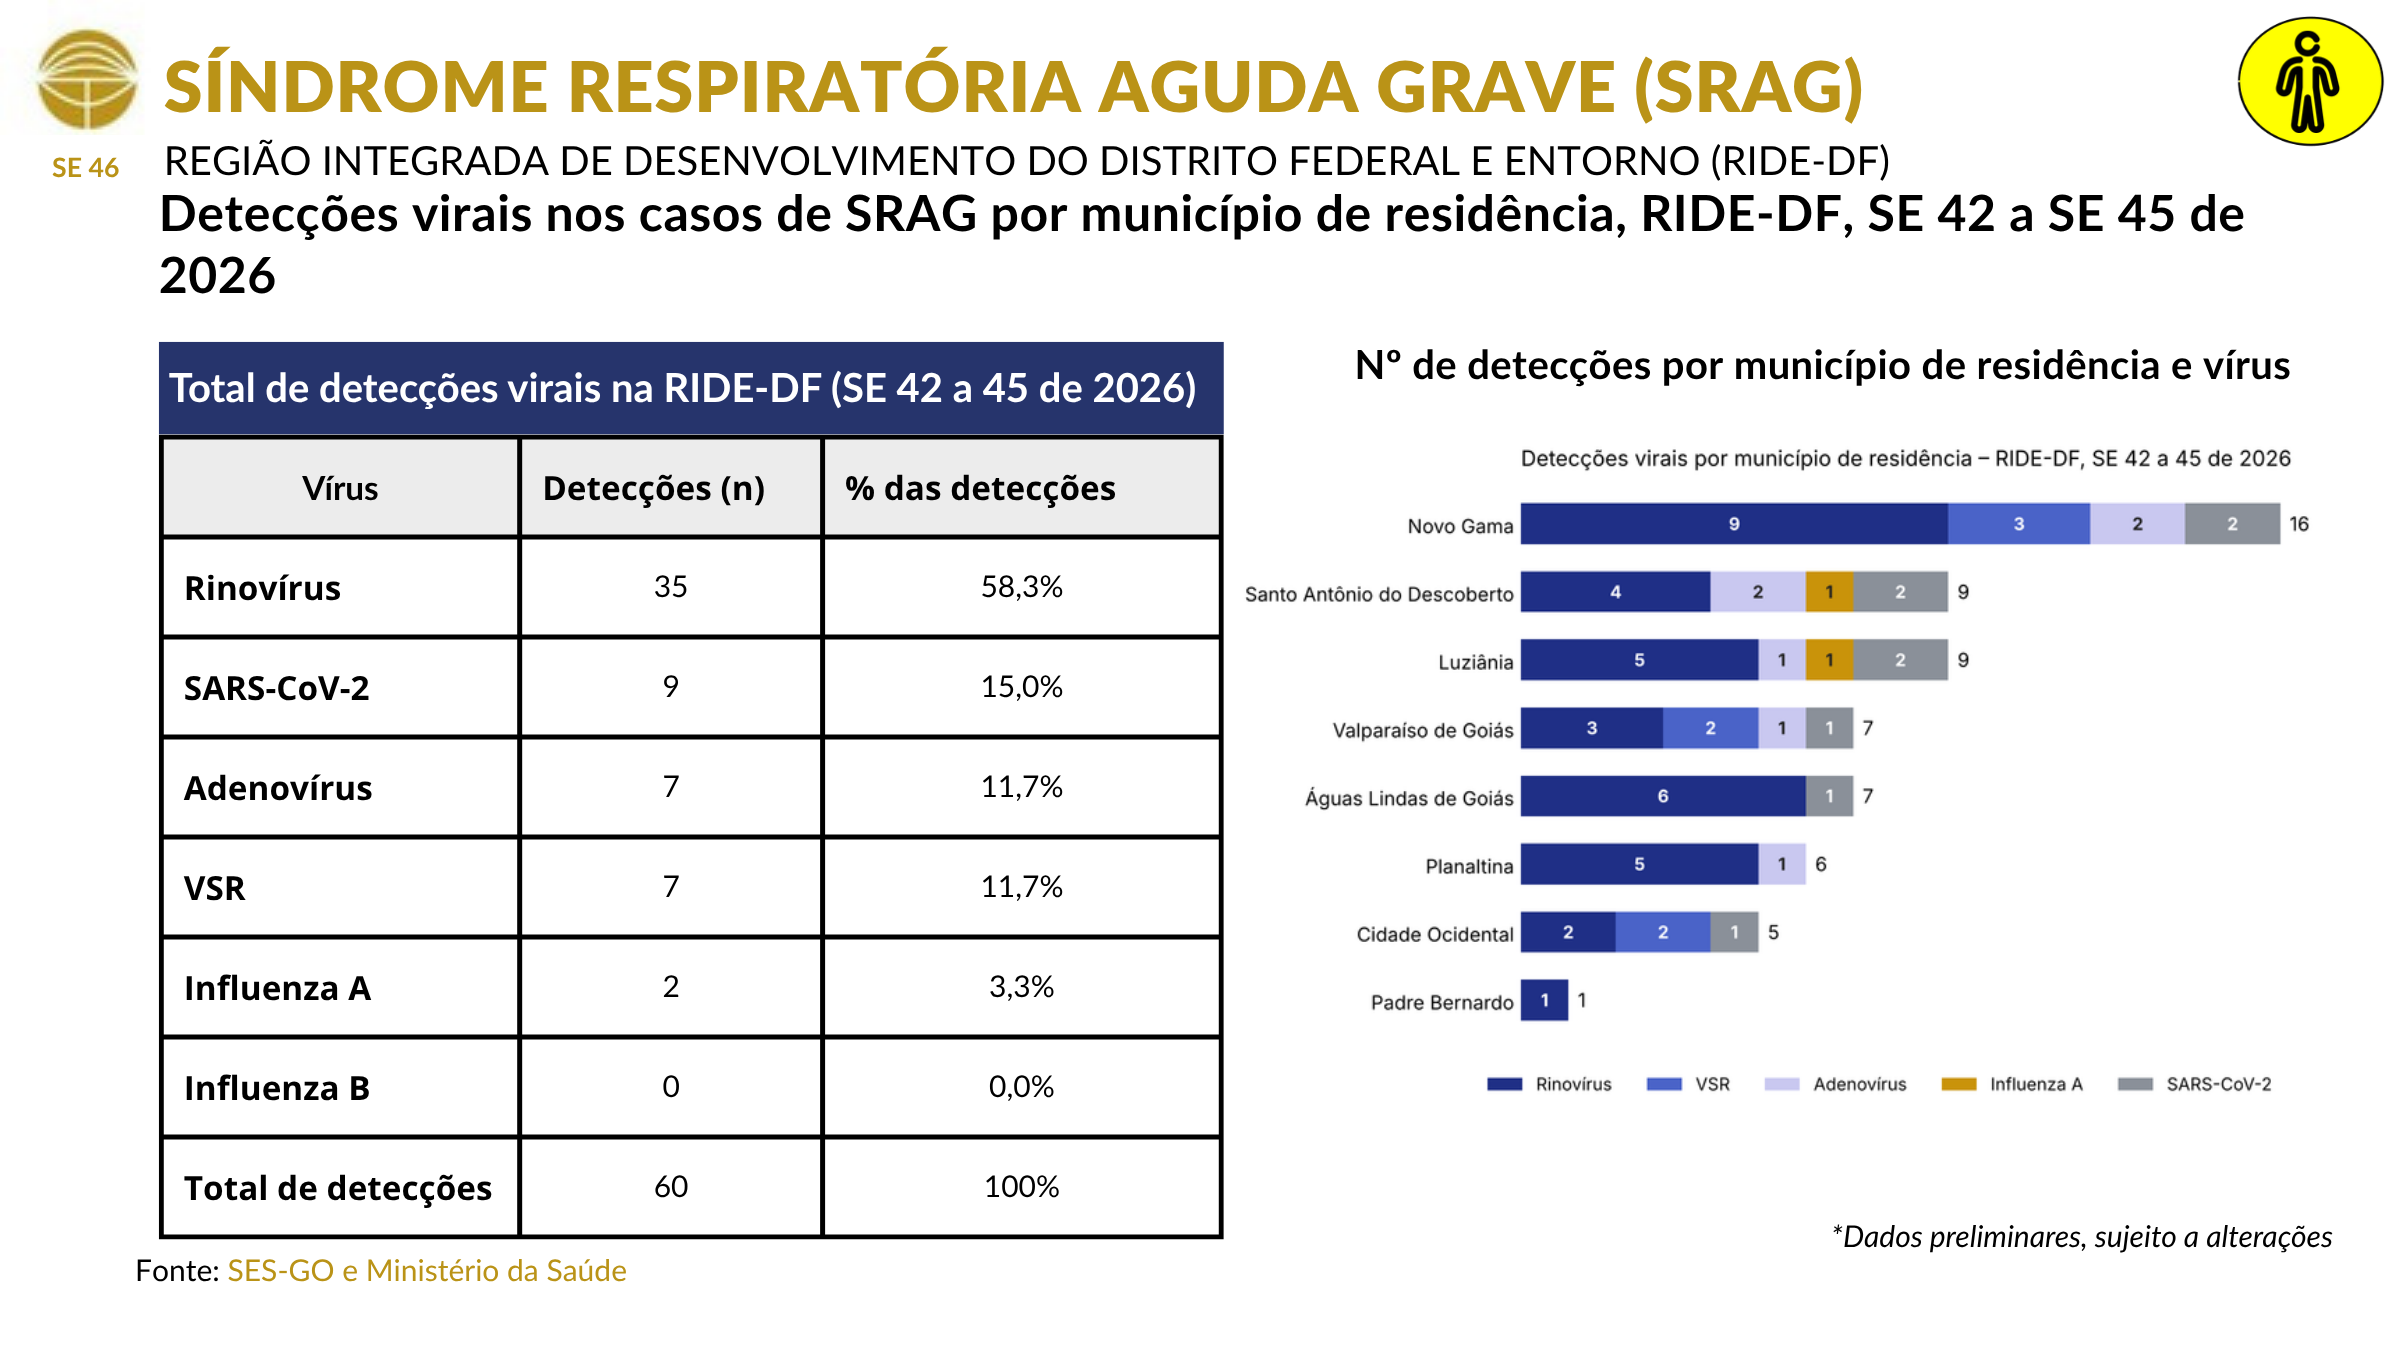 SÍNDROME RESPIRATÓRIA AGUDA GRAVE (SRAG)
SE 46
REGIÃO INTEGRADA DE DESENVOLVIMENTO DO DISTRITO FEDERAL E ENTORNO (RIDE-DF)
Detecções virais nos casos de SRAG por município de residência, RIDE-DF, SE 42 a SE 45 de
2026
Total de detecções virais na RIDE-DF (SE 42 a 45 de 2026)
Vírus Detecções (n) % das detecções
Rinovírus 35 58,3%
SARS-CoV-2 9 15,0%
Adenovírus 7 11,7%
VSR 7 11,7%
Influenza A 2 3,3%
Influenza B 0 0,0%
Total de detecções 60 100%
Fonte: SES-GO e Ministério da Saúde
Nº de detecções por município de residência e vírus
Detecções virais por município de residência – RIDE-DF, SE 42 a 45 de 2026
Novo Gama 9 3 2 2 16
Santo Antônio do Descoberto 4 2 1 2 9
Luziânia 5 1 1 2 9
Valparaíso de Goiás 3 2 1 1 7
Águas Lindas de Goiás 6 1 7
Planaltina 5 1 6
Cidade Ocidental 2 2 1 5
Padre Bernardo 1 1
Rinovírus VSR Adenovírus Influenza A SARS-CoV-2
*Dados preliminares, sujeito a alterações